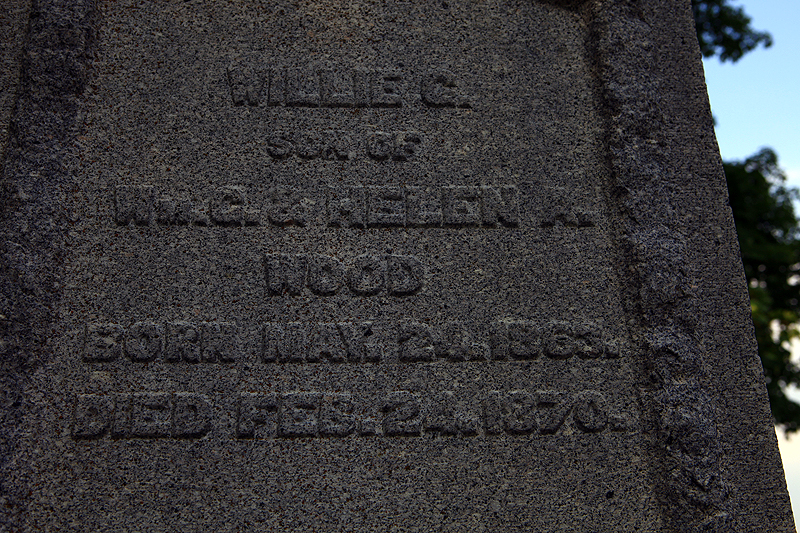 WILLIE C.
SON OF
WM. C. & HELEN A.
WOOD
BORN MAY. 24. 1863.
DIED FEB. 24. 1870.